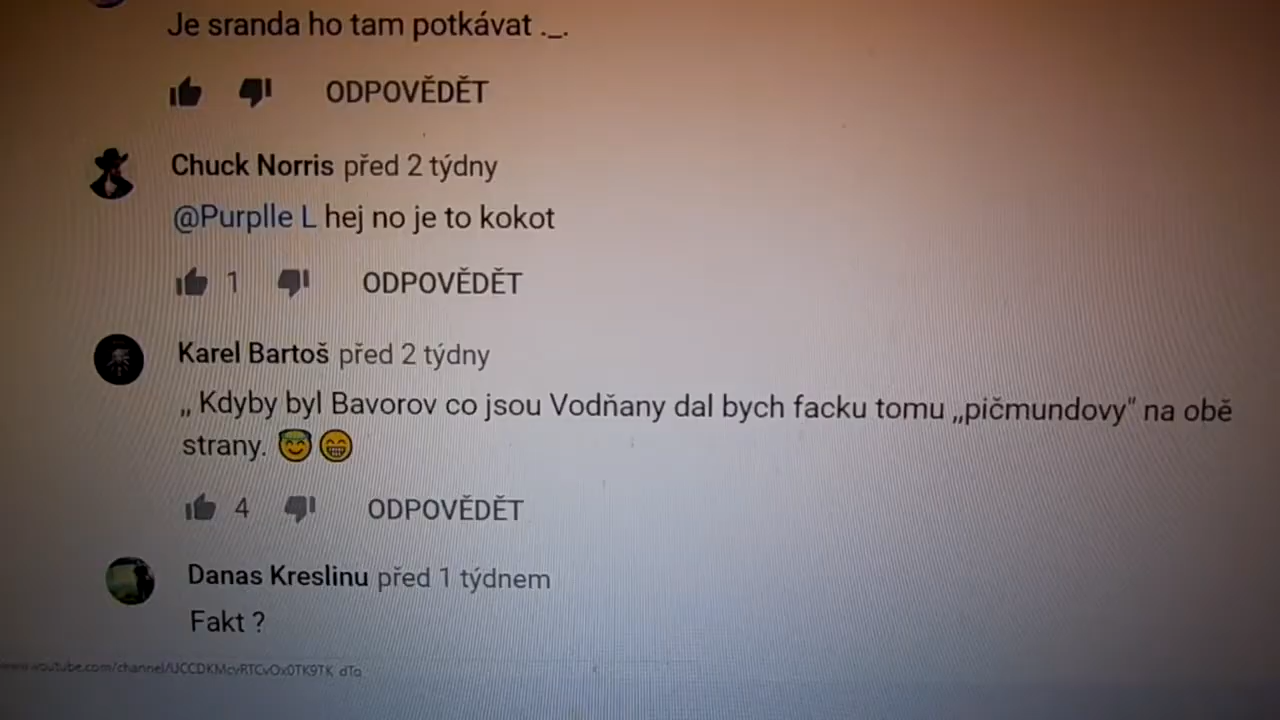 Je sranda ho tam potkávat ._.
ODPOVĚDĚT
Chuck Norris před 2 týdny
@Purplle L hej no je to kokot
1 ODPOVĚDĚT
Karel Bartoš před 2 týdny
„ Kdyby byl Bavorov co jsou Vodňany dal bych facku tomu „pičmundovy" na obě
strany. 😇😁
4 ODPOVĚDĚT
Danas Kreslinu před 1 týdnem
Fakt ?